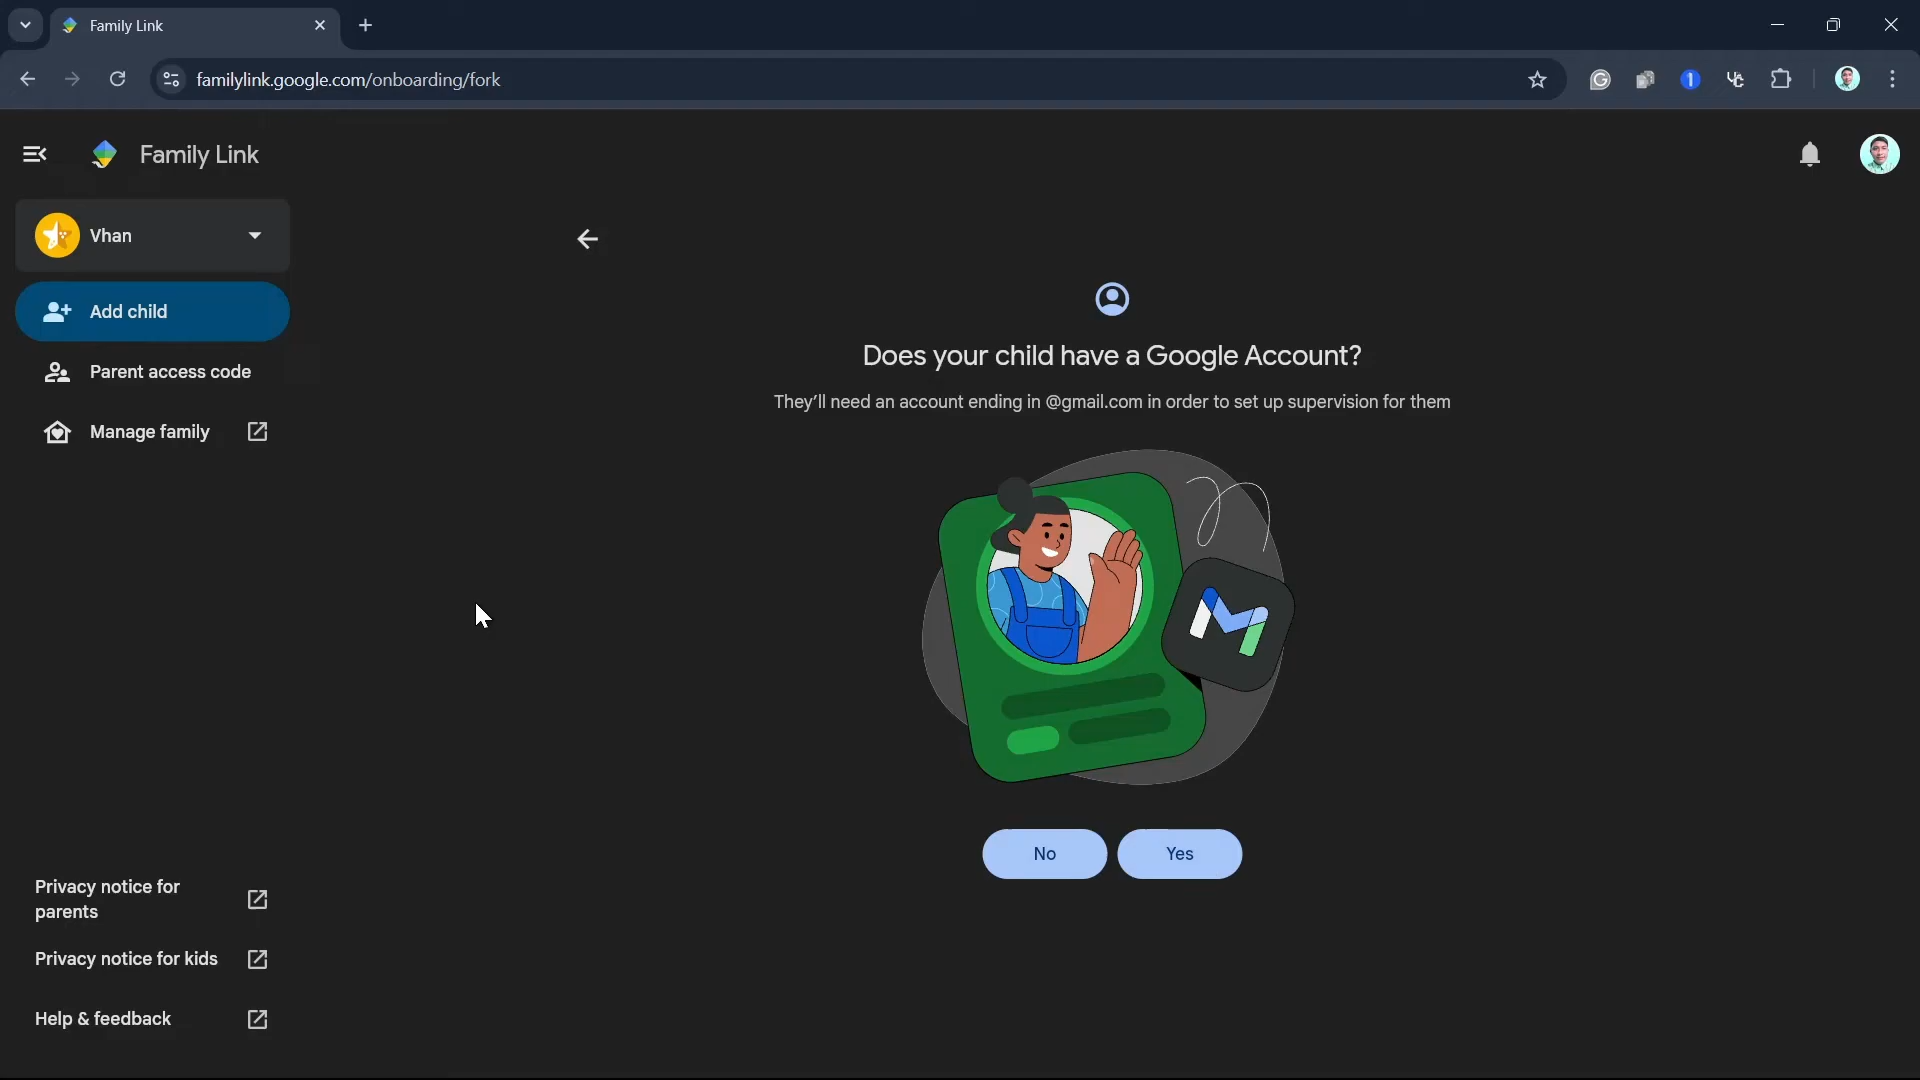 Family Link
familylink.google.com/onboarding/fork
Family Link
Vhan
Add child
Parent access code
Manage family
Does your child have a Google Account?
They'll need an account ending in @gmail.com in order to set up supervision for them
No
Yes
Privacy notice for
parents
Privacy notice for kids
Help & feedback